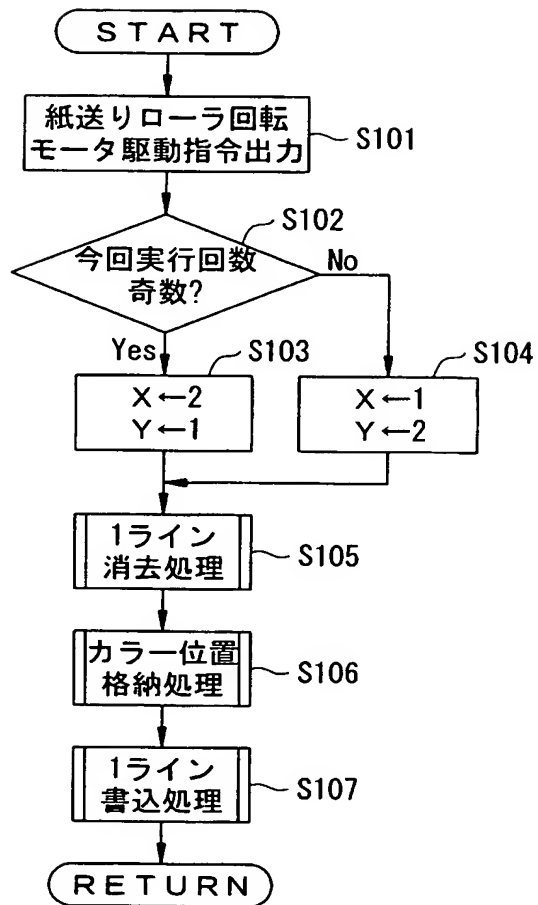 START
紙送りローラ回転
モータ駆動指令出力
S101
S102
今回実行回数
奇数?
No
Yes
S103
X←2
Y←1
S104
X←1
Y←2
1ライン
消去処理
S105
カラー位置
格納処理
S106
1ライン
書込処理
S107
RETURN